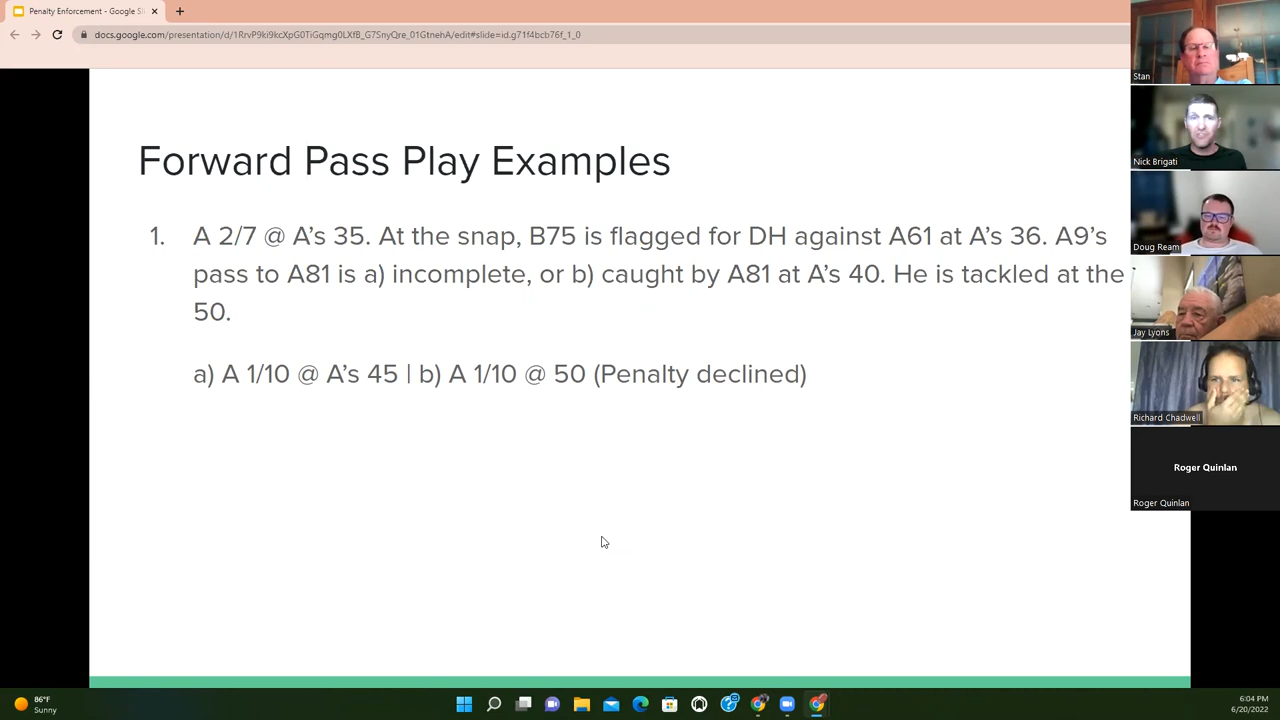 Penalty Enforcement - Google Sli
docs.google.com/presentation/d/1RrvP9ki9kcXpG0TiGqmg0LXfB_G7SnyQre_01GtnehA/edit#slide=id.g71f4bcb76f_1_0
Forward Pass Play Examples
1. A 2/7 @ A’s 35. At the snap, B75 is flagged for DH against A61 at A’s 36. A9’s
pass to A81 is a) incomplete, or b) caught by A81 at A’s 40. He is tackled at the
50.
a) A 1/10 @ A’s 45 | b) A 1/10 @ 50 (Penalty declined)
Stan
Nick Brigati
Doug Ream
Jay Lyons
Richard Chadwell
Roger Quinlan
Roger Quinlan
86°F
Sunny
6:04 PM
6/20/2022